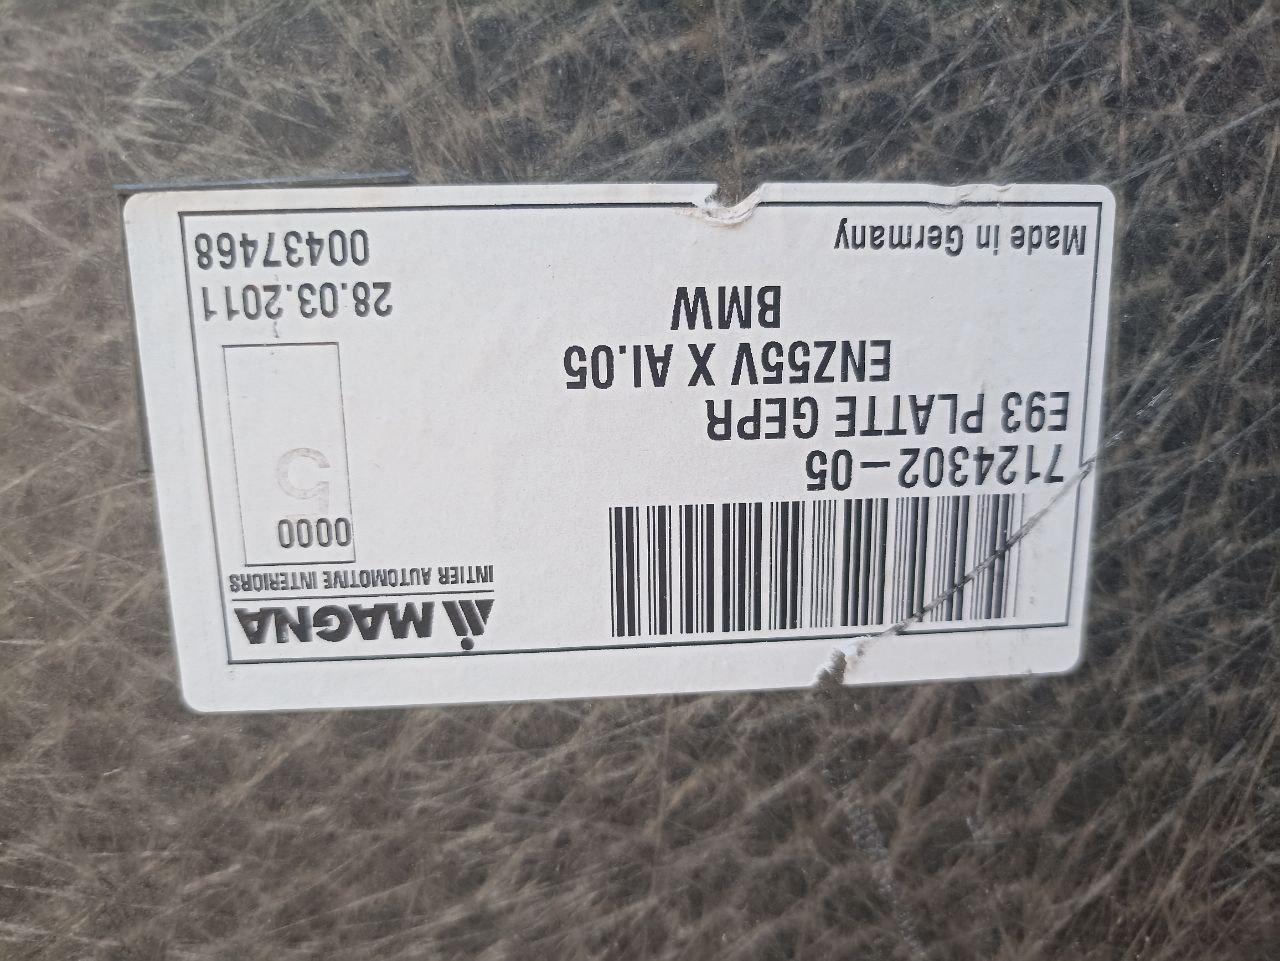 MAGNA
INTIER AUTOMOTIVE INTERIORS
0000
5
7124302-05
E93 PLATTE GEPR
ENZ55V X AI.05
BMW
28.03.2011
Made in Germany
00437468